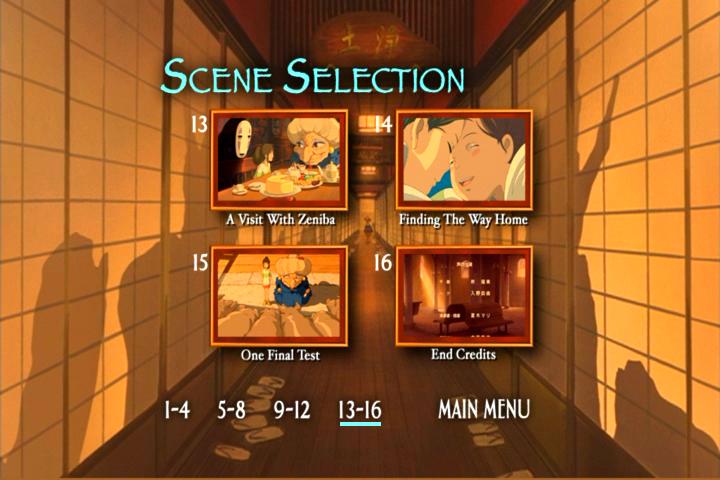 SCENE SELECTION
13
14
A Visit With Zeniba
Finding The Way Home
15
16
One Final Test
End Credits
1-4
5-8
9-12
13-16
MAIN MENU